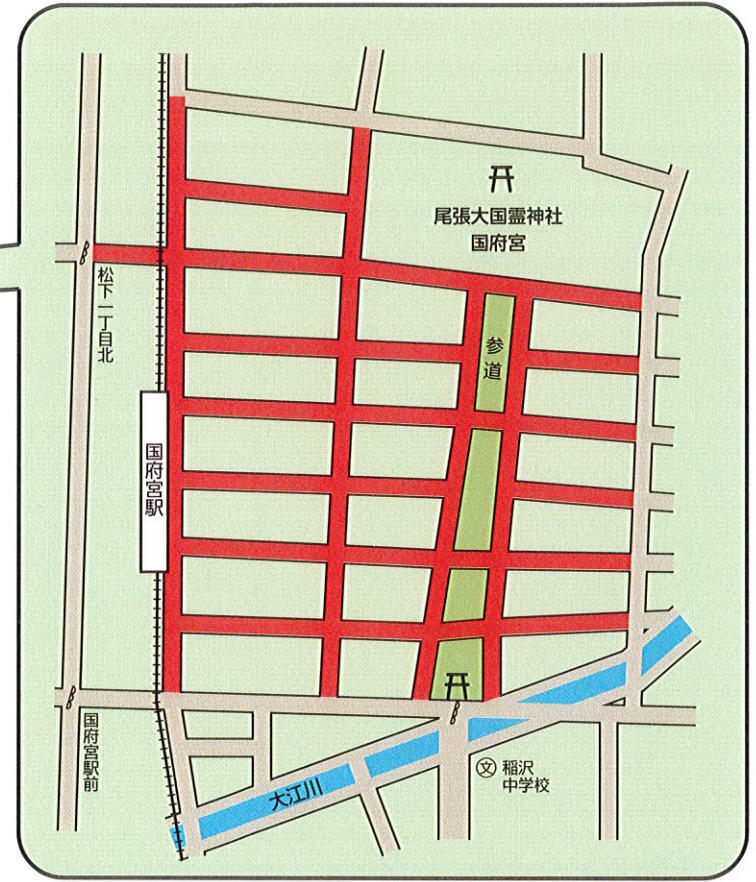 尾張大国霊神社
国府宮
松下一丁目北
参道
国府宮駅
国府宮駅前
大江川
文 稲沢
中学校